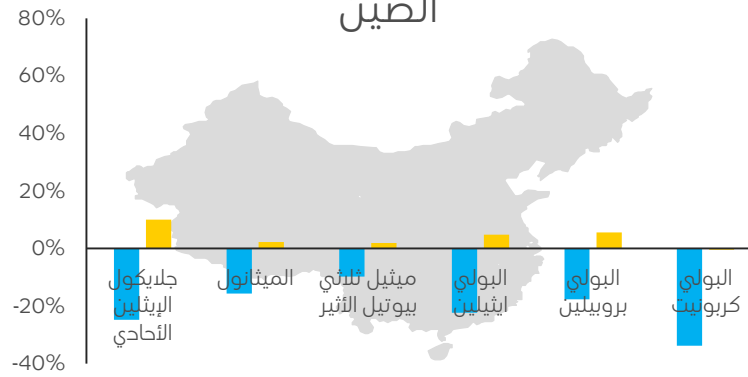 الصين
80%
60%
40%
20%
0%
-20%
-40%
جلايكول
الإيثلين
الأحادي
الميثانول
ميثيل ثلاثي
بيوتيل الأثير
البولي
ايثيلين
البولي
بروبيلين
البولي
كربونيت